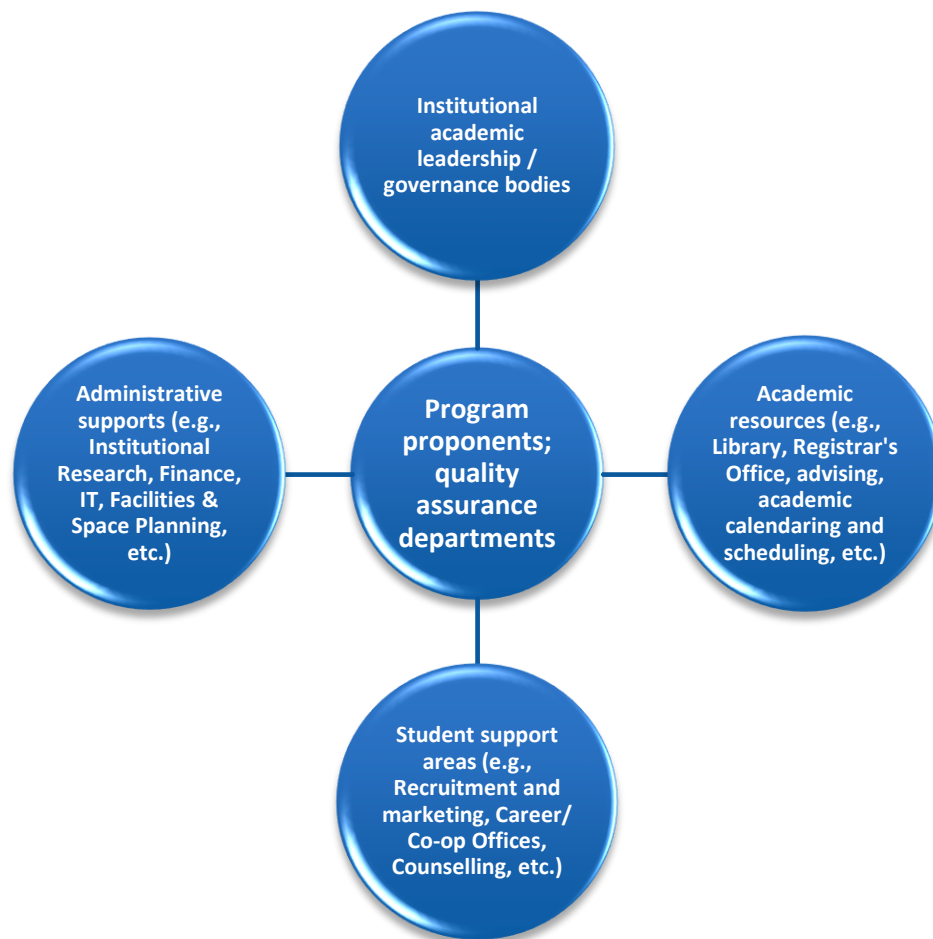 Institutional
academic
leadership /
governance bodies
Administrative
supports (e.g.,
Institutional
Research, Finance,
IT, Facilities &
Space Planning,
etc.)
Program
proponents;
quality
assurance
departments
Academic
resources (e.g.,
Library, Registrar's
Office, advising,
academic
calendaring and
scheduling, etc.)
Student support
areas (e.g.,
Recruitment and
marketing, Career/
Co-op Offices,
Counselling, etc.)